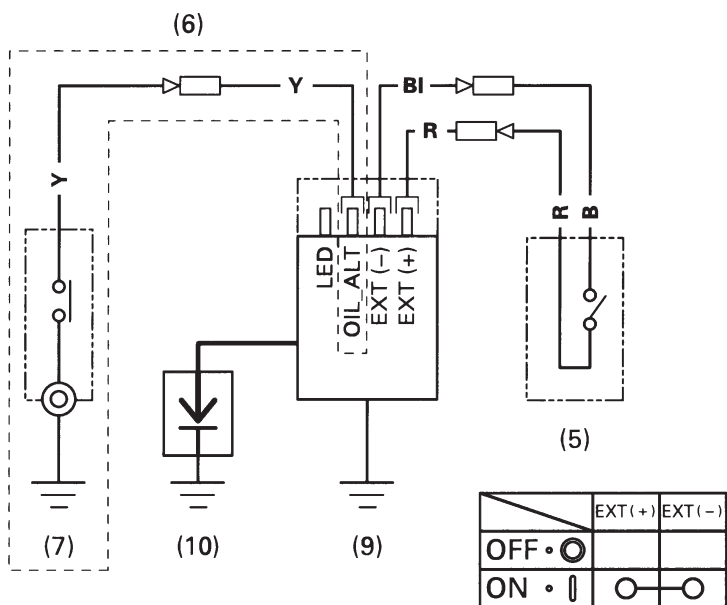 (6)
Y
Bl
R
Y
R
B
LED
OIL_ALT
EXT (−)
EXT (+)
(5)
(7)
(10)
(9)
EXT(+) EXT(−)
OFF
ON